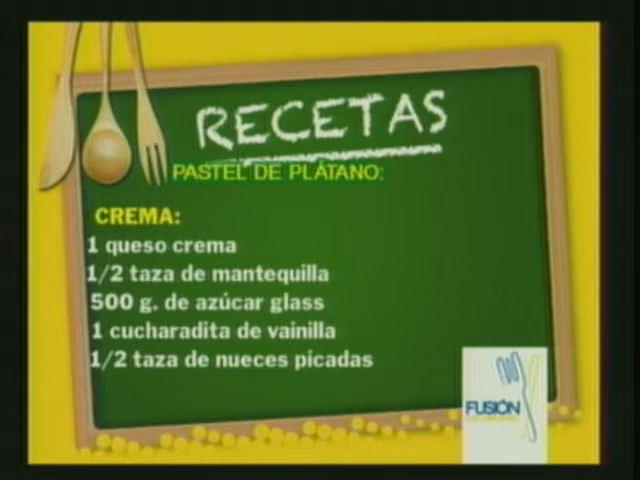 RECETAS
PASTEL DE PLÁTANO:
CREMA:
1 queso crema
1/2 taza de mantequilla
500 g. de azúcar glass
1 cucharadita de vainilla
1/2 taza de nueces picadas
FUSIÓN